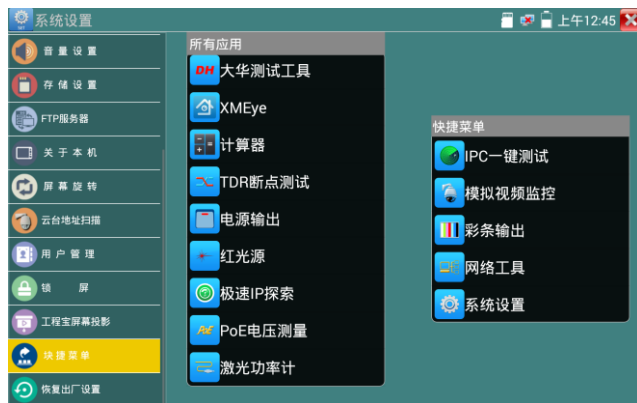 系统设置
上午12:45
音量设置
存储设置
FTP服务器
关于本机
屏幕旋转
云台地址扫描
用户管理
锁 屏
工程宝屏幕投影
快捷菜单
恢复出厂设置
所有应用
DH 大华测试工具
XMEye
计算器
TDR断点测试
电源输出
红光源
极速IP探索
PoE PoE电压测量
激光功率计
快捷菜单
IPC一键测试
模拟视频监控
彩条输出
网络工具
系统设置